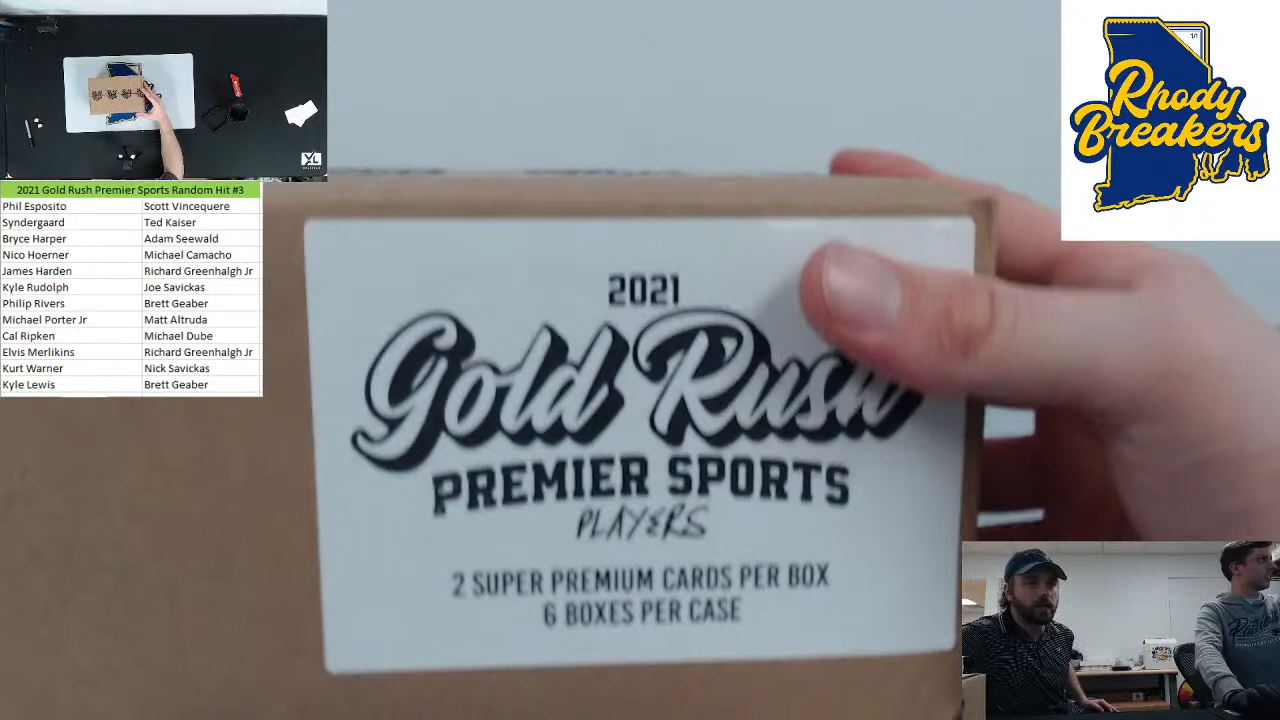 2021 Gold Rush Premier Sports Random Hit #3
Phil Esposito Scott Vincequere
Syndergaard Ted Kaiser
Bryce Harper Adam Seewald
Nico Hoerner Michael Camacho
James Harden Richard Greenhalgh Jr
Kyle Rudolph Joe Savickas
Philip Rivers Brett Geaber
Michael Porter Jr Matt Altruda
Cal Ripken Michael Dube
Elvis Merlikins Richard Greenhalgh Jr
Kurt Warner Nick Savickas
Kyle Lewis Brett Geaber
XL
1/1
Rhody
Breakers
2021
Gold Rush
PREMIER SPORTS
PLAYERS
2 SUPER PREMIUM CARDS PER BOX
6 BOXES PER CASE
Patriots